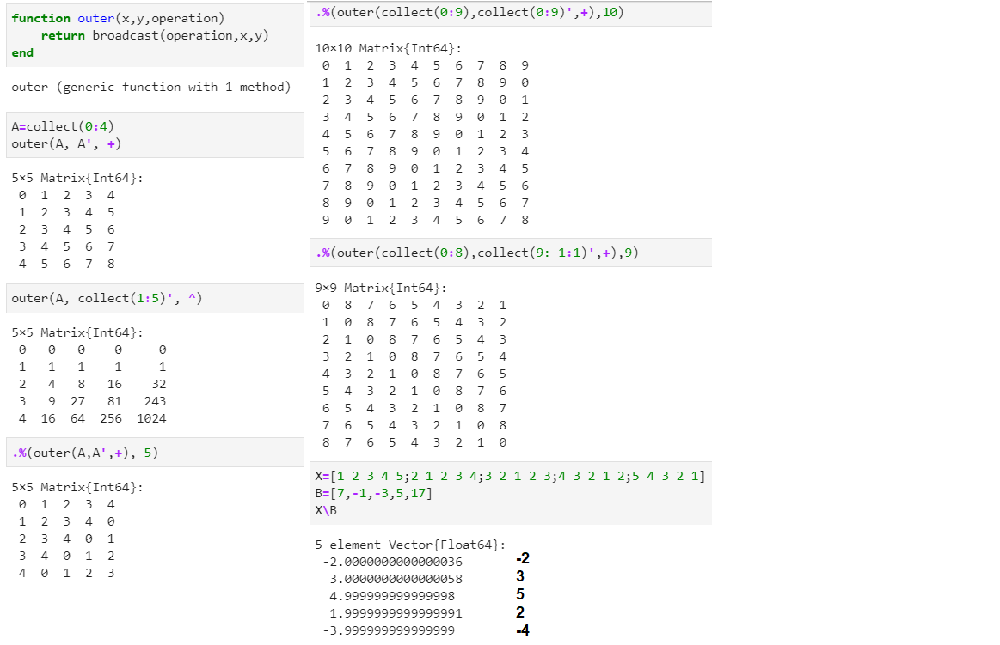 function outer(x,y,operation)
    return broadcast(operation,x,y)
end
outer (generic function with 1 method)
A=collect(0:4)
outer(A, A', +)
5×5 Matrix{Int64}:
 0  1  2  3  4
 1  2  3  4  5
 2  3  4  5  6
 3  4  5  6  7
 4  5  6  7  8
outer(A, collect(1:5)', ^)
5×5 Matrix{Int64}:
 0   0   0    0     0
 1   1   1    1     1
 2   4   8   16    32
 3   9  27   81   243
 4  16  64  256  1024
.%(outer(A,A',+), 5)
5×5 Matrix{Int64}:
 0  1  2  3  4
 1  2  3  4  0
 2  3  4  0  1
 3  4  0  1  2
 4  0  1  2  3
.%(outer(collect(0:9),collect(0:9)',+),10)
10×10 Matrix{Int64}:
 0  1  2  3  4  5  6  7  8  9
 1  2  3  4  5  6  7  8  9  0
 2  3  4  5  6  7  8  9  0  1
 3  4  5  6  7  8  9  0  1  2
 4  5  6  7  8  9  0  1  2  3
 5  6  7  8  9  0  1  2  3  4
 6  7  8  9  0  1  2  3  4  5
 7  8  9  0  1  2  3  4  5  6
 8  9  0  1  2  3  4  5  6  7
 9  0  1  2  3  4  5  6  7  8
.%(outer(collect(0:8),collect(9:-1:1)',+),9)
9×9 Matrix{Int64}:
 0  8  7  6  5  4  3  2  1
 1  0  8  7  6  5  4  3  2
 2  1  0  8  7  6  5  4  3
 3  2  1  0  8  7  6  5  4
 4  3  2  1  0  8  7  6  5
 5  4  3  2  1  0  8  7  6
 6  5  4  3  2  1  0  8  7
 7  6  5  4  3  2  1  0  8
 8  7  6  5  4  3  2  1  0
X=[1 2 3 4 5;2 1 2 3 4;3 2 1 2 3;4 3 2 1 2;5 4 3 2 1]
B=[7,-1,-3,5,17]
X\B
5-element Vector{Float64}:
 -2.0000000000000036 -2
  3.0000000000000058 3
  4.999999999999998 5
  1.9999999999999991 2
 -3.999999999999999 -4